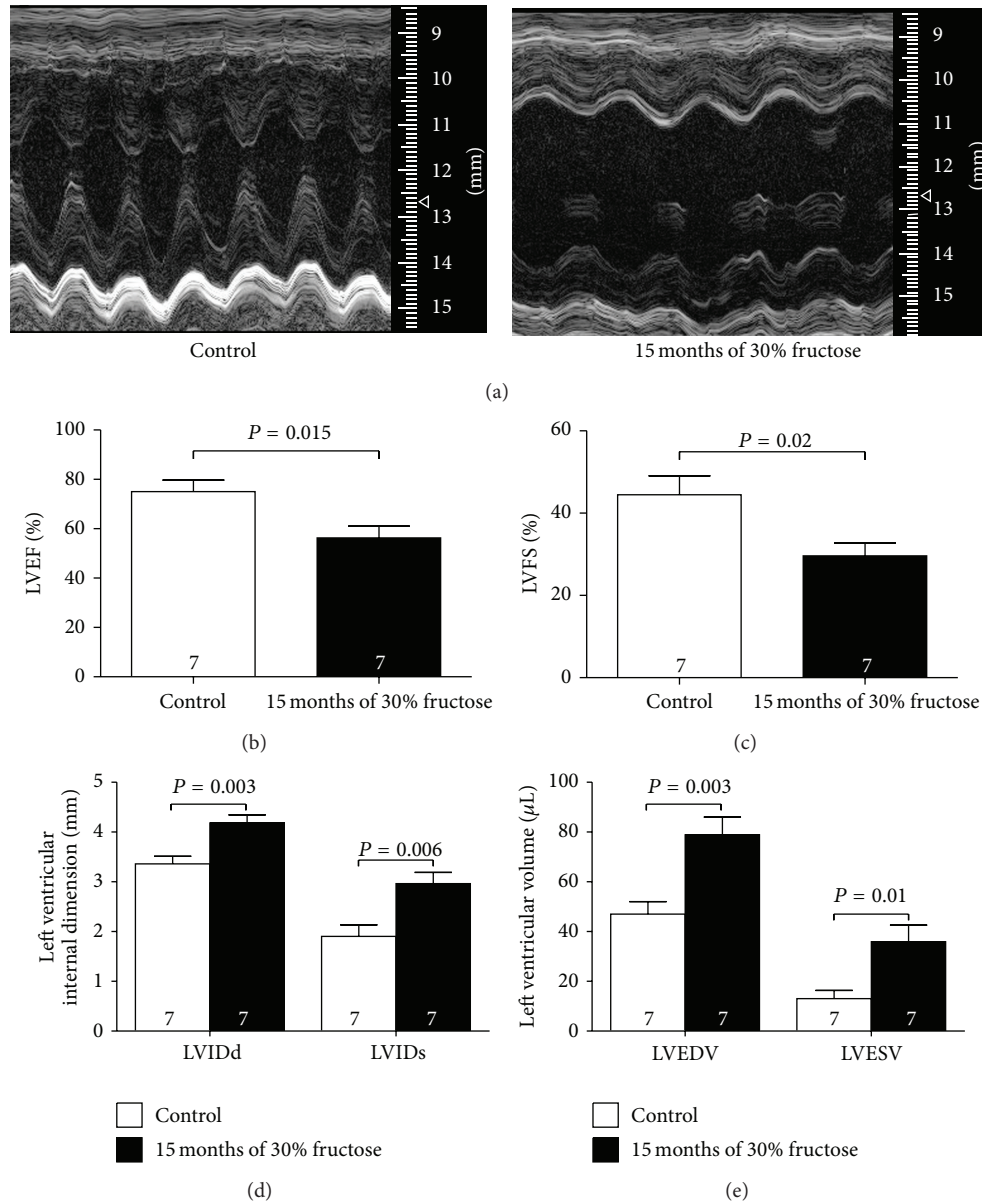 9
10
11
12
13
14
15
(mm)
Control
9
10
11
12
13
14
15
(mm)
15 months of 30% fructose
(a)
100
80
60
40
20
0
LVEF (%)
P = 0.015
7
7
Control
15 months of 30% fructose
(b)
60
40
20
0
LVFS (%)
P = 0.02
7
7
Control
15 months of 30% fructose
(c)
5
4
3
2
1
0
Left ventricular
internal dimension (mm)
P = 0.003
P = 0.006
7
7
7
7
LVIDd
LVIDs
Control
15 months of 30% fructose
(d)
100
80
60
40
20
0
Left ventricular volume (μL)
P = 0.003
P = 0.01
7
7
7
7
LVEDV
LVESV
Control
15 months of 30% fructose
(e)